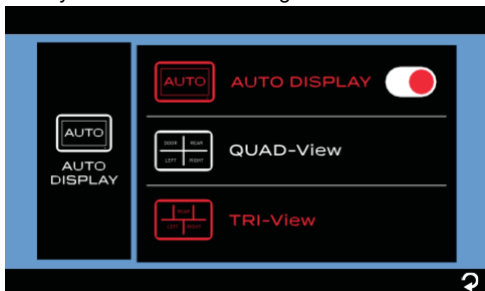 AUTO
AUTO DISPLAY
AUTO
AUTO
DISPLAY
DOOR REAR
LEFT RIGHT
QUAD-View
REAR
LEFT RIGHT
TRI-View